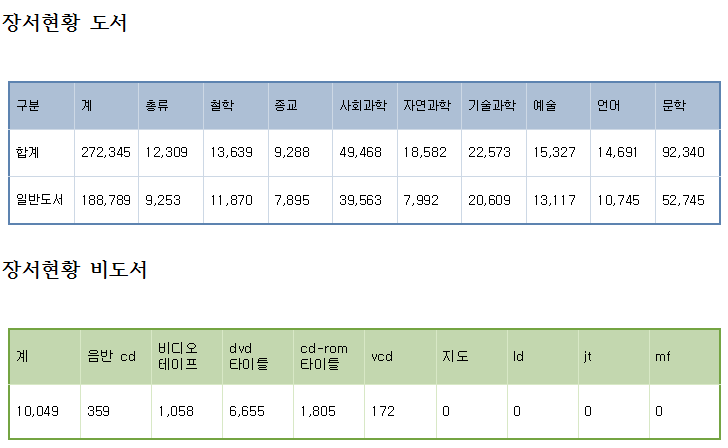 장서현황 도서
구분 계 총류 철학 종교 사회과학 자연과학 기술과학 예술 언어 문학
합계 272,345 12,309 13,639 9,288 49,468 18,582 22,573 15,327 14,691 92,340
일반도서 188,789 9,253 11,870 7,895 39,563 7,992 20,609 13,117 10,745 52,745
장서현황 비도서
계 음반 cd 비디오 테이프 dvd 타이틀 cd-rom 타이틀 vcd 지도 ld jt mf
10,049 359 1,058 6,655 1,805 172 0 0 0 0